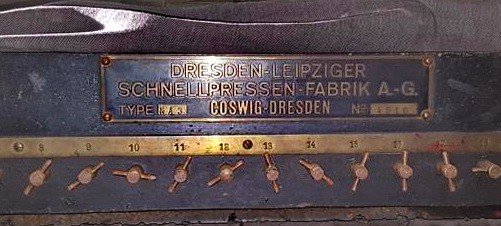 DRESDEN-LEIPZIGER
SCHNELLPRESSEN-FABRIK A.-G.
TYPE COSWIG-DRESDEN Nº
8 9 10 11 12 13 14 15 16 17